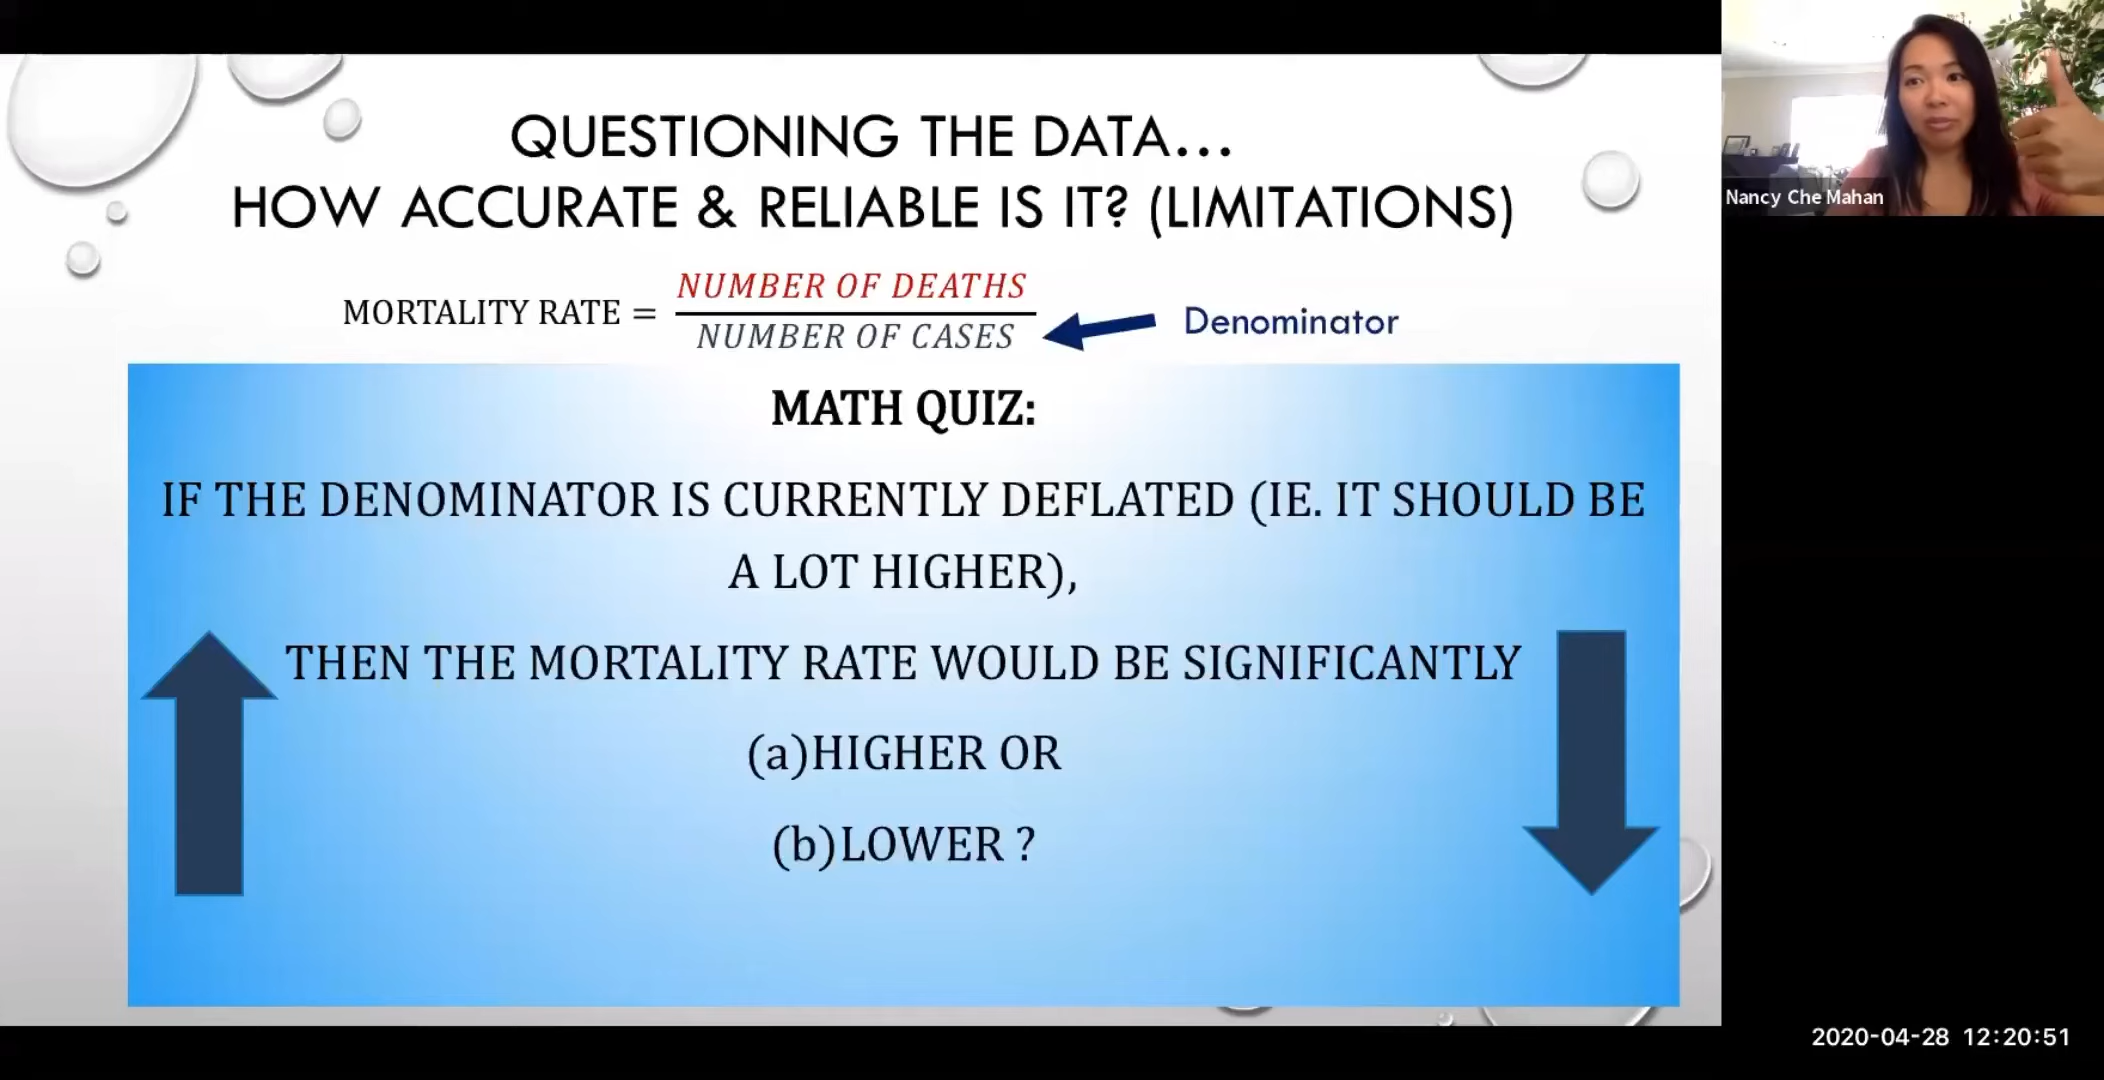 QUESTIONING THE DATA...
HOW ACCURATE & RELIABLE IS IT? (LIMITATIONS)
MORTALITY RATE = NUMBER OF DEATHS
NUMBER OF CASES
Denominator
MATH QUIZ:
IF THE DENOMINATOR IS CURRENTLY DEFLATED (IE. IT SHOULD BE
A LOT HIGHER),
THEN THE MORTALITY RATE WOULD BE SIGNIFICANTLY
(a)HIGHER OR
(b)LOWER ?
Nancy Che Mahan
2020-04-28 12:20:51